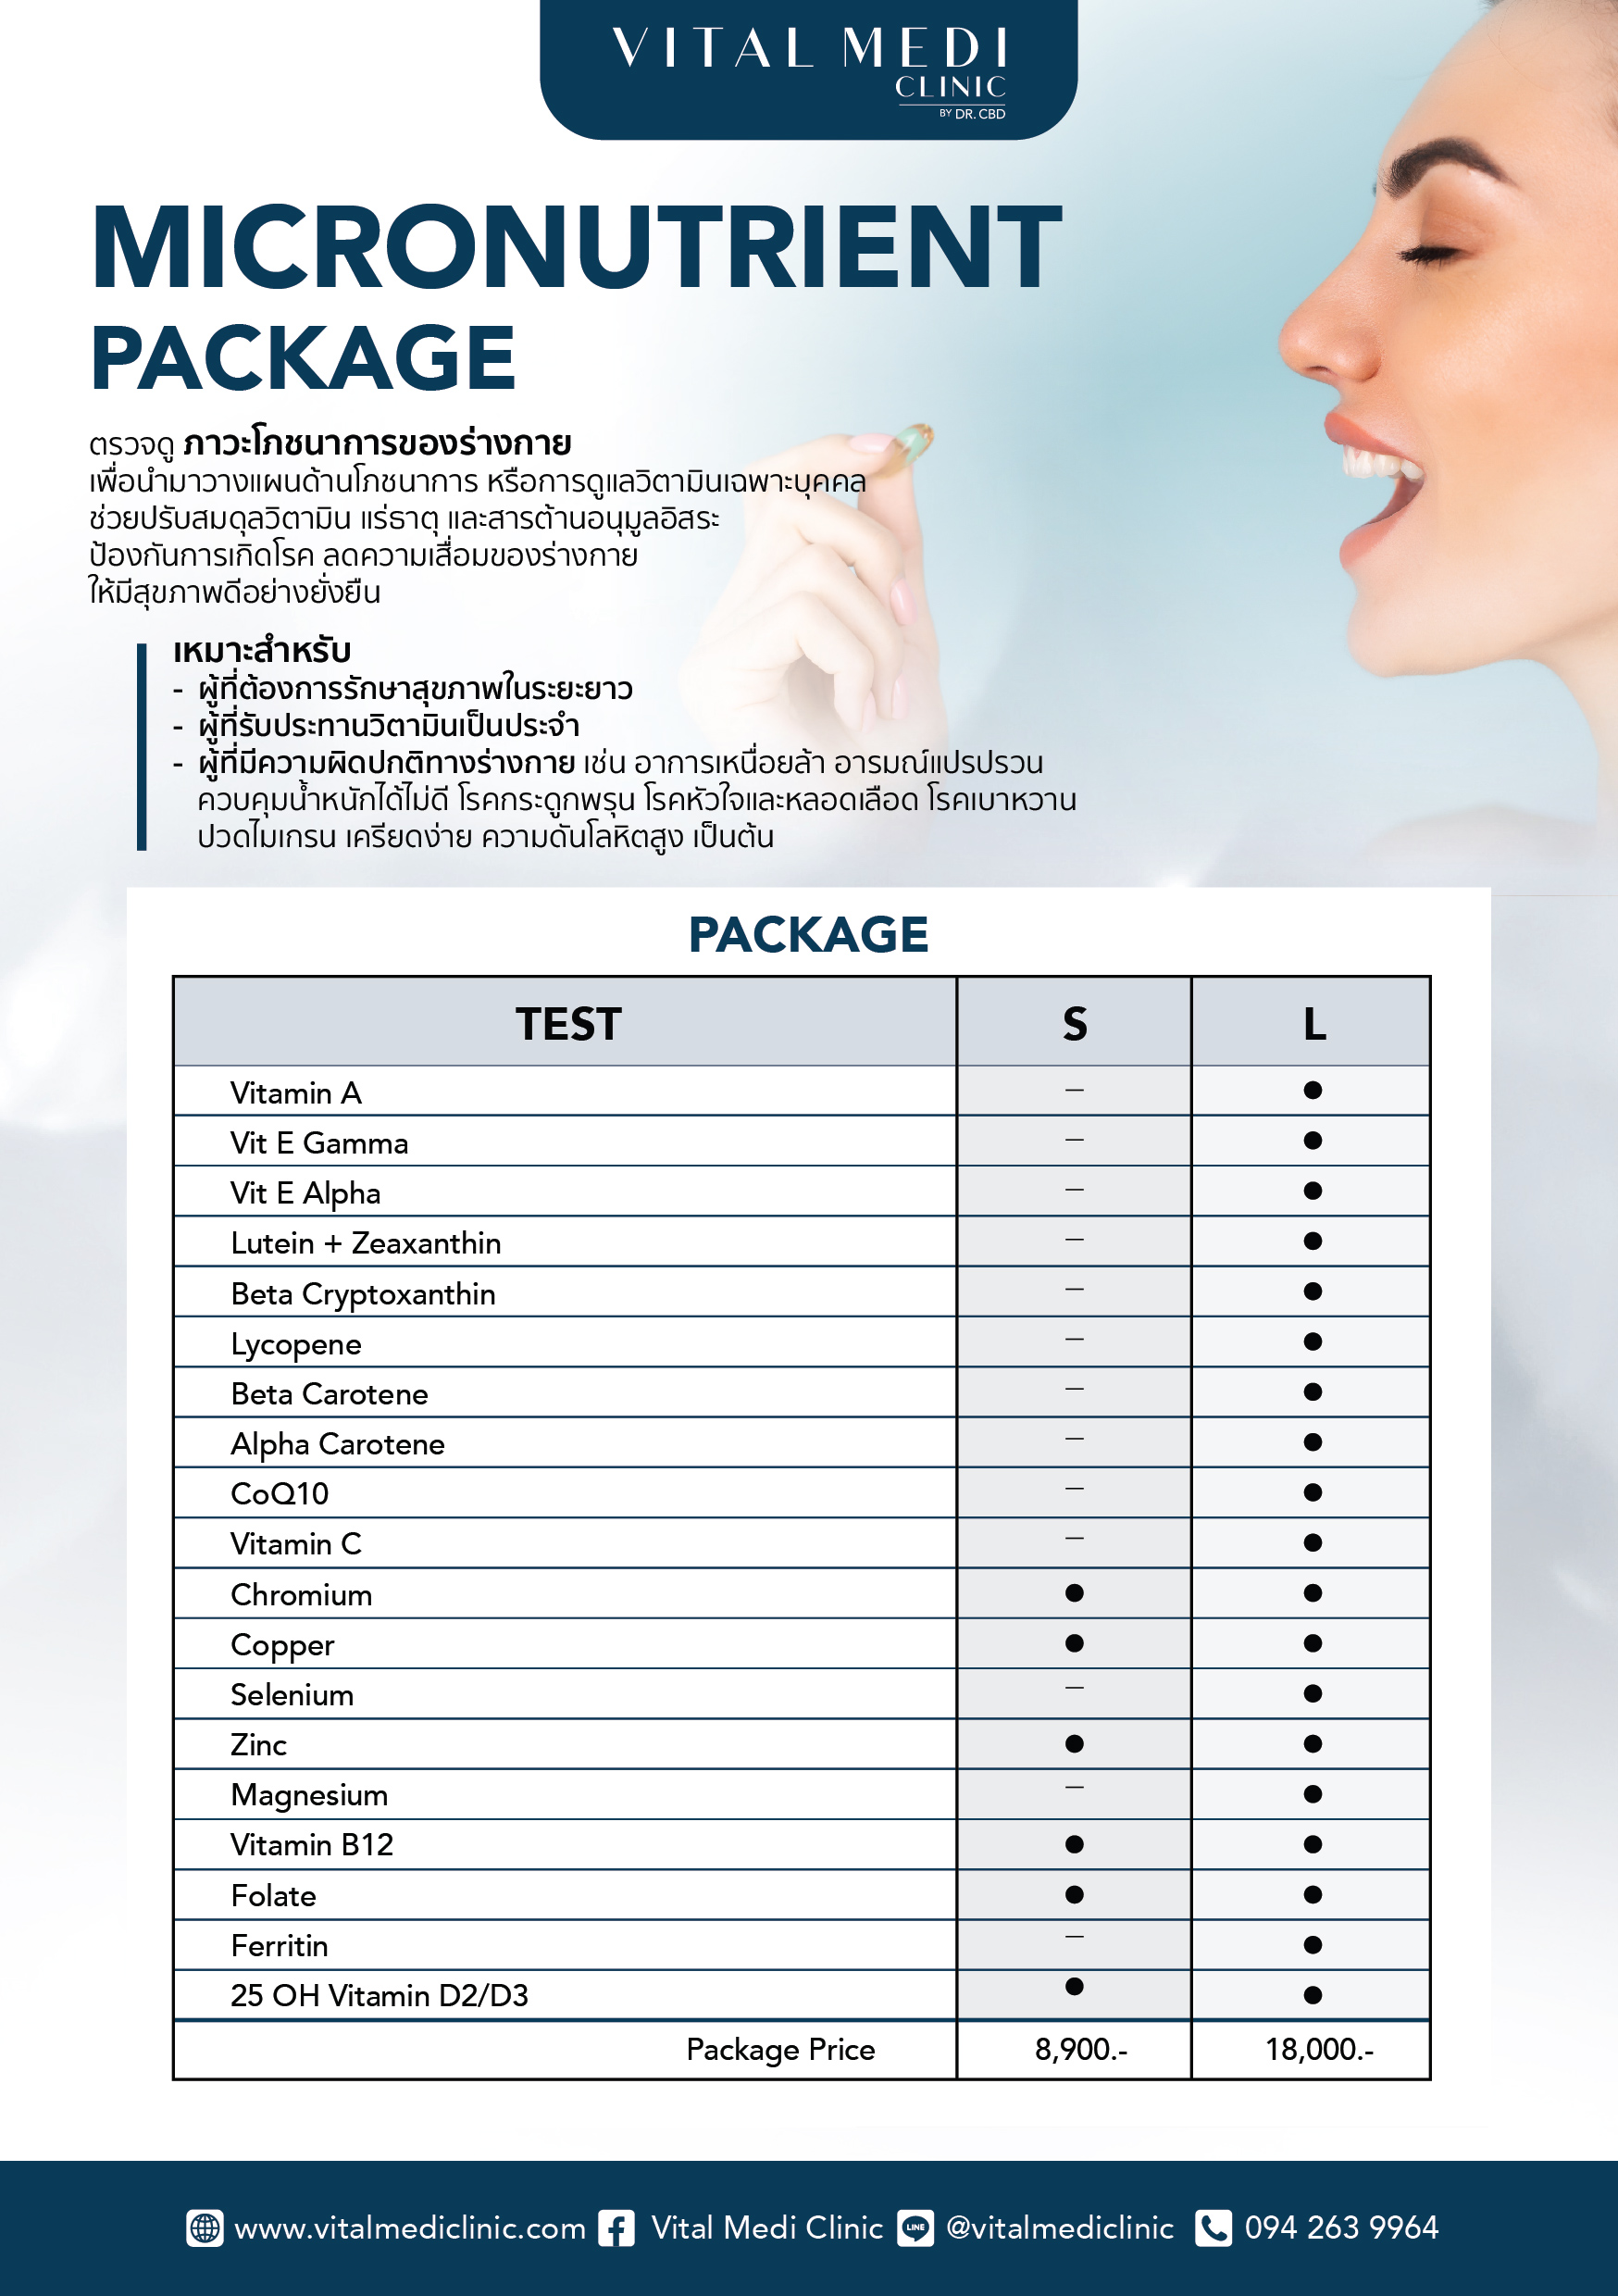 VITAL MEDI
CLINIC
BY DR. CBD
MICRONUTRIENT
PACKAGE
ตรวจดู ภาวะโภชนาการของร่างกาย
เพื่อนำมาวางแผนด้านโภชนาการ หรือการดูแลวิตามินเฉพาะบุคคล
ช่วยปรับสมดุลวิตามิน แร่ธาตุ และสารต้านอนุมูลอิสระ
ป้องกันการเกิดโรค ลดความเสื่อมของร่างกาย
ให้มีสุขภาพดีอย่างยั่งยืน
เหมาะสำหรับ
- ผู้ที่ต้องการรักษาสุขภาพในระยะยาว
- ผู้ที่รับประทานวิตามินเป็นประจำ
- ผู้ที่มีความผิดปกติทางร่างกาย เช่น อาการเหนื่อยล้า อารมณ์แปรปรวน
ควบคุมน้ำหนักได้ไม่ดี โรคกระดูกพรุน โรคหัวใจและหลอดเลือด โรคเบาหวาน
ปวดไมเกรน เครียดง่าย ความดันโลหิตสูง เป็นต้น
PACKAGE
TEST S L
Vitamin A – ●
Vit E Gamma – ●
Vit E Alpha – ●
Lutein + Zeaxanthin – ●
Beta Cryptoxanthin – ●
Lycopene – ●
Beta Carotene – ●
Alpha Carotene – ●
CoQ10 – ●
Vitamin C – ●
Chromium ● ●
Copper ● ●
Selenium – ●
Zinc ● ●
Magnesium – ●
Vitamin B12 ● ●
Folate ● ●
Ferritin – ●
25 OH Vitamin D2/D3 ● ●
Package Price 8,900.- 18,000.-
www.vitalmediclinic.com Vital Medi Clinic LINE @vitalmediclinic 094 263 9964